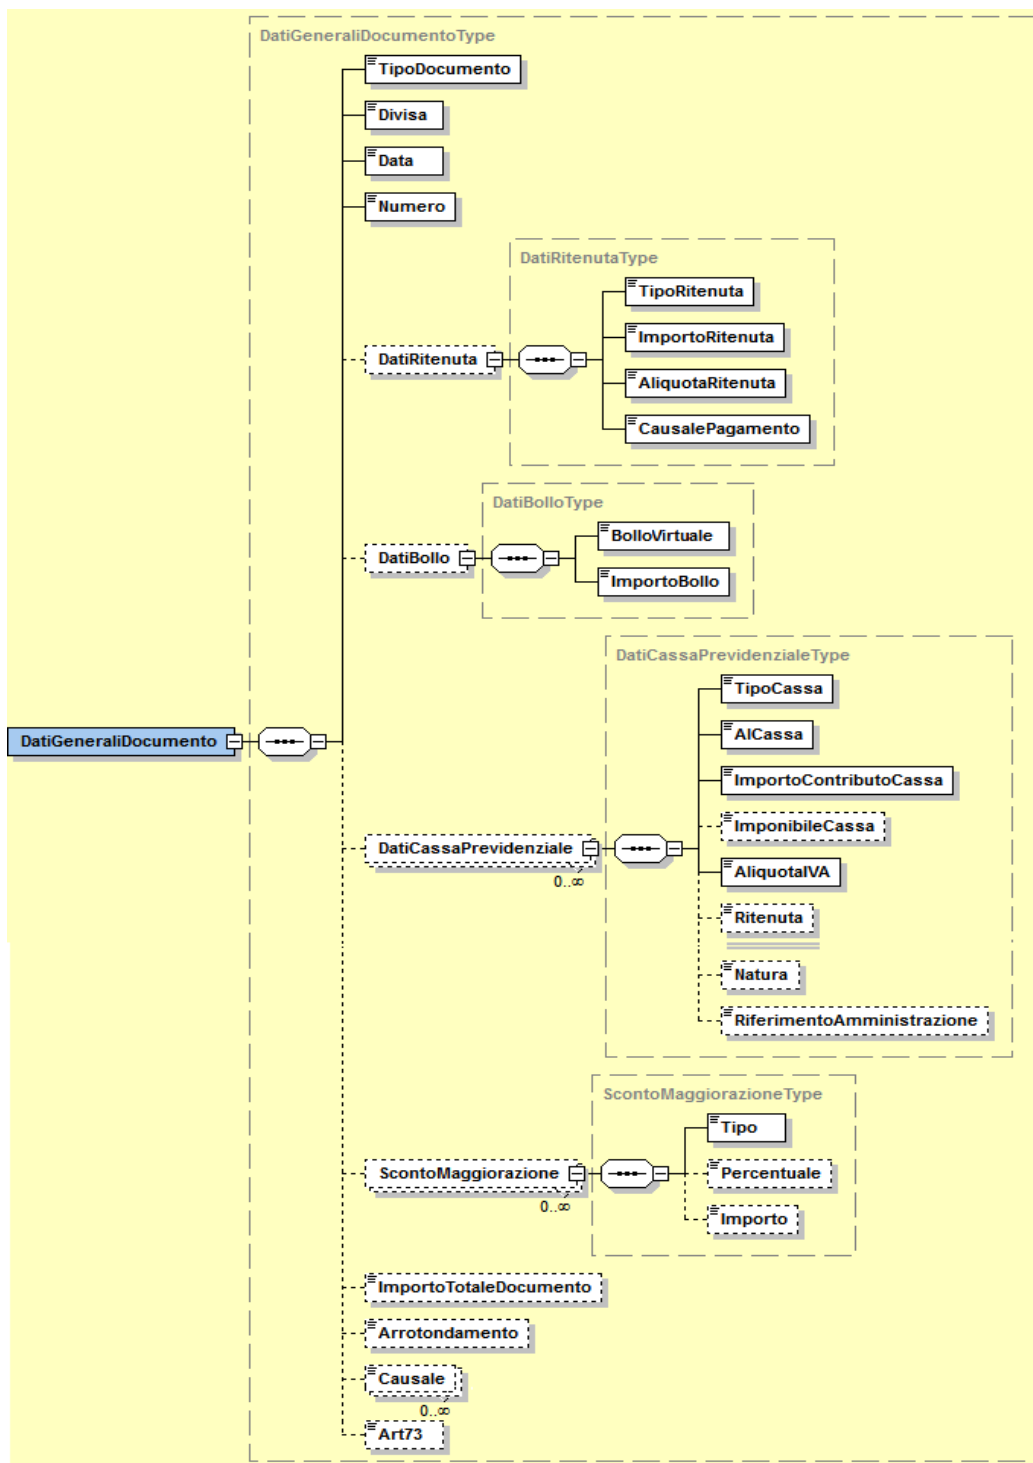 DatiGeneraliDocumentoType
TipoDocumento
Divisa
Data
Numero
DatiRitenutaType
TipoRitenuta
ImportoRitenuta
DatiRitenuta
AliquotaRitenuta
CausalePagamento
DatiBolloType
BolloVirtuale
DatiBollo
ImportoBollo
DatiCassaPrevidenzialeType
TipoCassa
AlCassa
DatiGeneraliDocumento
ImportoContributoCassa
ImponibileCassa
DatiCassaPrevidenziale
0..∞
AliquotaIVA
Ritenuta
Natura
RiferimentoAmministrazione
ScontoMaggiorazioneType
Tipo
ScontoMaggiorazione
0..∞
Percentuale
Importo
ImportoTotaleDocumento
Arrotondamento
Causale
0..∞
Art73